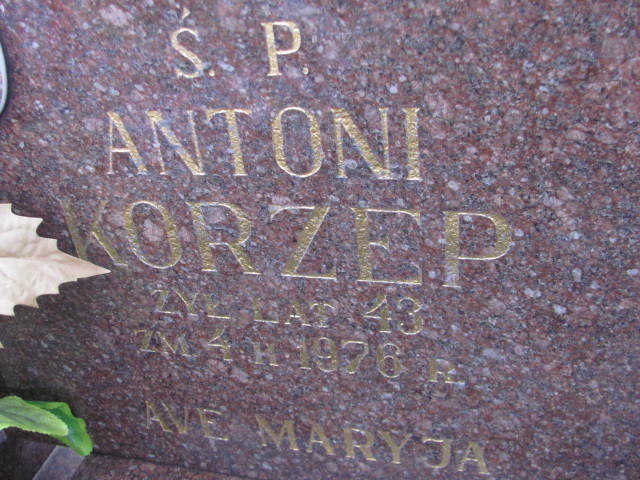 Ś. P.
ANTONI
KORZEP
ŻYŁ LAT 43
ZM 4 II 1976 R
AVE MARYJA